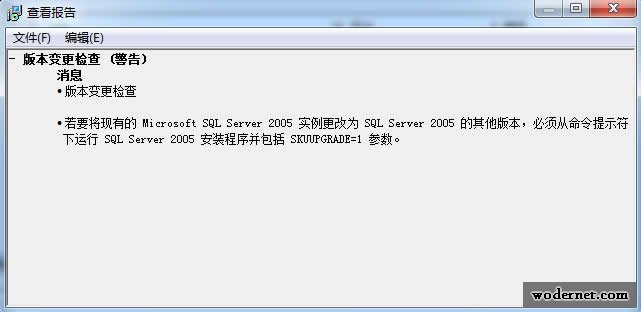 查看报告
文件(F) 编辑(E)
- 版本变更检查 (警告)
消息
• 版本变更检查
• 若要将现有的 Microsoft SQL Server 2005 实例更改为 SQL Server 2005 的其他版本，必须从命令提示符
下运行 SQL Server 2005 安装程序并包括 SKUUPGRADE=1 参数。
wodernet.com